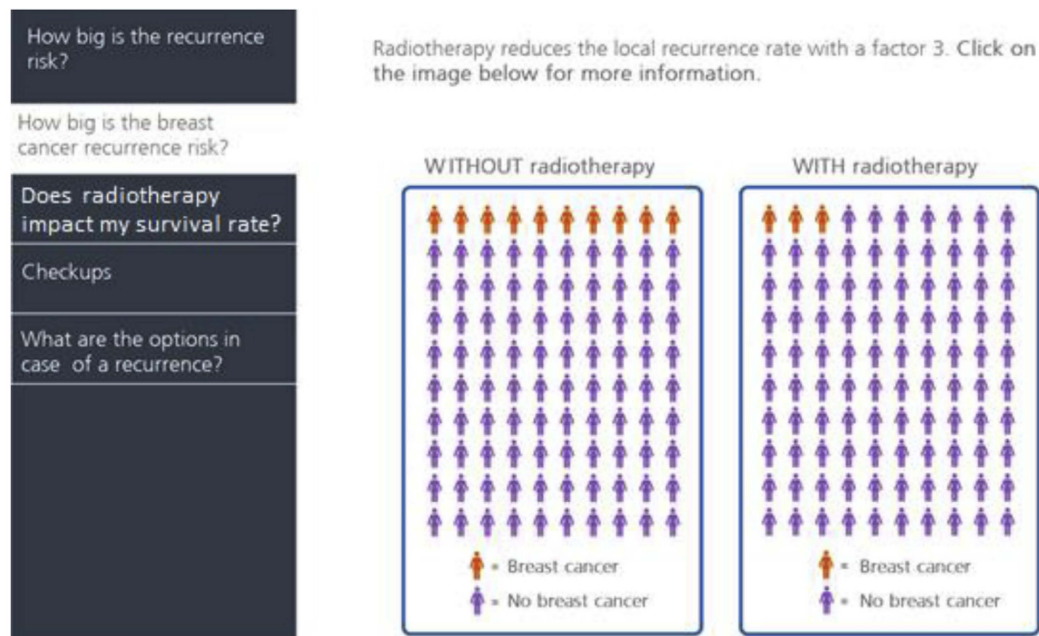 How big is the recurrence
risk?
How big is the breast
cancer recurrence risk?
Does radiotherapy
impact my survival rate?
Checkups
What are the options in
case of a recurrence?
Radiotherapy reduces the local recurrence rate with a factor 3. Click on
the image below for more information.
WITHOUT radiotherapy
= Breast cancer
= No breast cancer
WITH radiotherapy
= Breast cancer
= No breast cancer